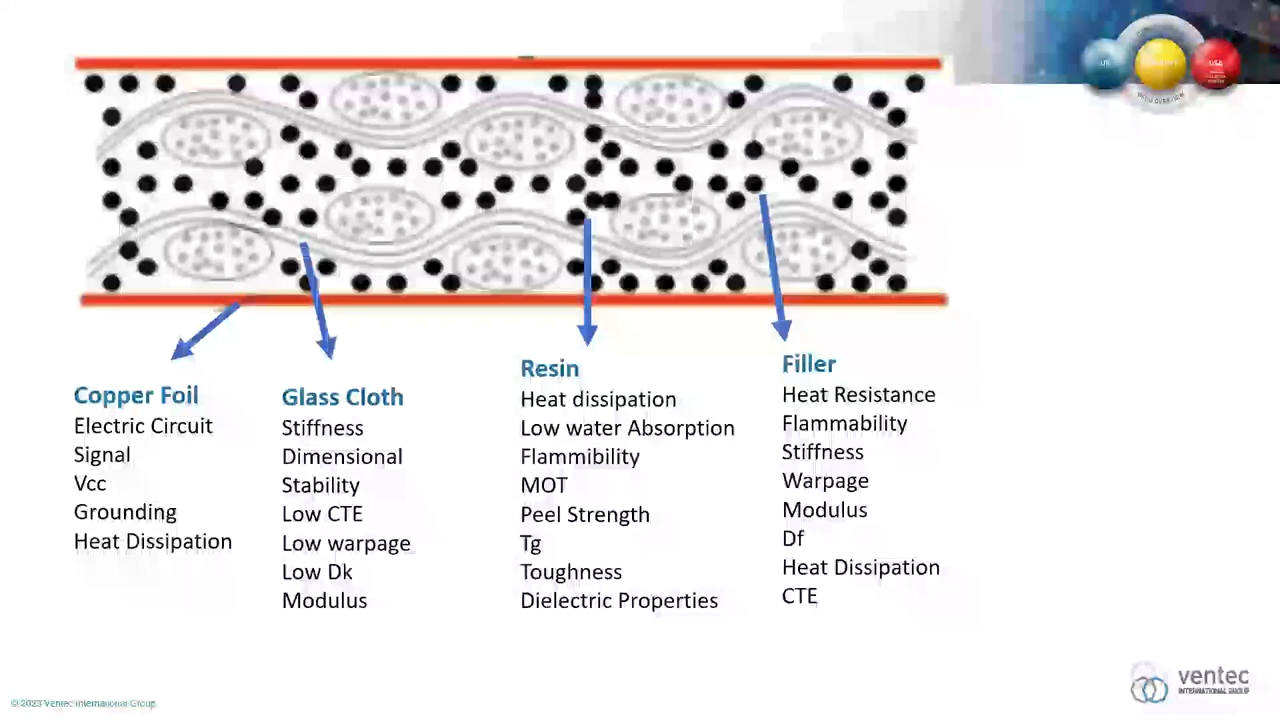 UK
USA
Copper Foil
Electric Circuit
Signal
Vcc
Grounding
Heat Dissipation
Glass Cloth
Stiffness
Dimensional
Stability
Low CTE
Low warpage
Low Dk
Modulus
Resin
Heat dissipation
Low water Absorption
Flammibility
MOT
Peel Strength
Tg
Toughness
Dielectric Properties
Filler
Heat Resistance
Flammability
Stiffness
Warpage
Modulus
Df
Heat Dissipation
CTE
ventec
INTERNATIONAL GROUP
© 2023 Ventec International Group